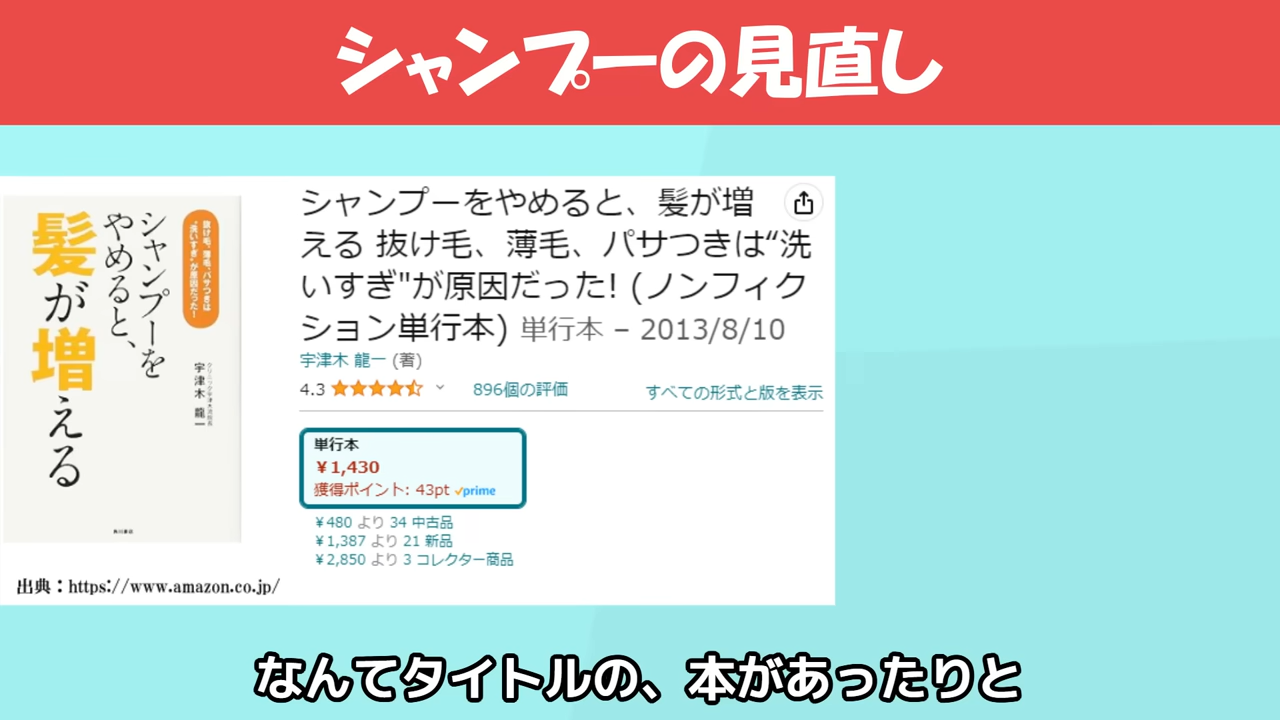 シャンプーの見直し
抜け毛、薄毛、パサつきは
“洗いすぎ”が原因だった！
シャンプーを
やめると、
髪が増える
宇津木 龍一
角川書店
シャンプーをやめると、髪が増
える 抜け毛、薄毛、パサつきは“洗
いすぎ"が原因だった! (ノンフィク
ション単行本) 単行本 – 2013/8/10
宇津木 龍一 (著)
4.3 896個の評価 すべての形式と版を表示
単行本
￥1,430
獲得ポイント: 43pt prime
￥480 より 34 中古品
￥1,387 より 21 新品
￥2,850 より 3 コレクター商品
出典：https://www.amazon.co.jp/
なんてタイトルの、本があったりと